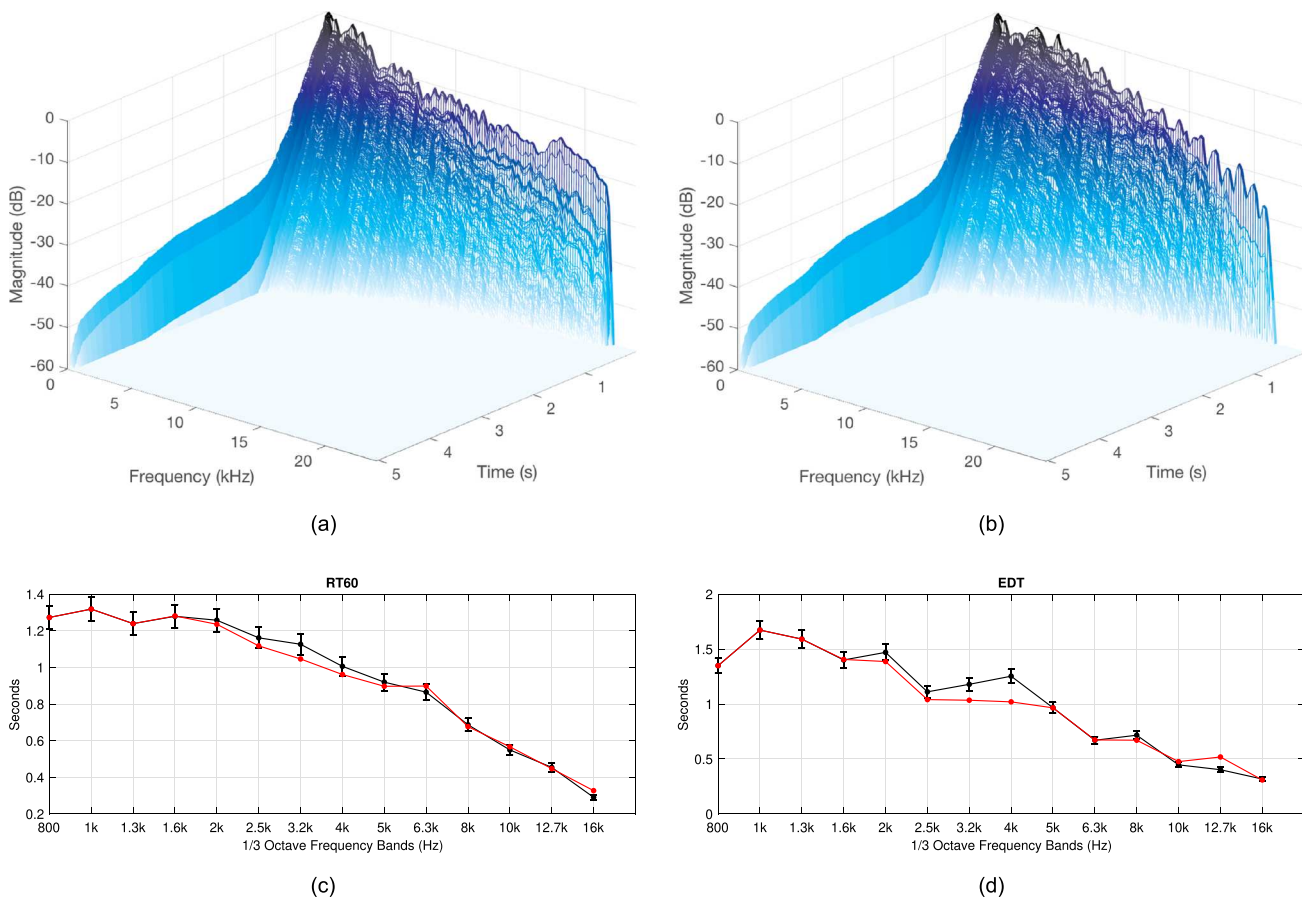 0
-10
-20
-30
-40
-50
-60
Magnitude (dB)
0
5
10
15
20
Frequency (kHz)
5
4
3
2
1
Time (s)
(a)
0
-10
-20
-30
-40
-50
-60
Magnitude (dB)
0
5
10
15
20
Frequency (kHz)
5
4
3
2
1
Time (s)
(b)
RT60
1.4
1.2
1
0.8
0.6
0.4
0.2
Seconds
800 1k 1.3k 1.6k 2k 2.5k 3.2k 4k 5k 6.3k 8k 10k 12.7k 16k
1/3 Octave Frequency Bands (Hz)
(c)
EDT
2
1.5
1
0.5
0
Seconds
800 1k 1.3k 1.6k 2k 2.5k 3.2k 4k 5k 6.3k 8k 10k 12.7k 16k
1/3 Octave Frequency Bands (Hz)
(d)